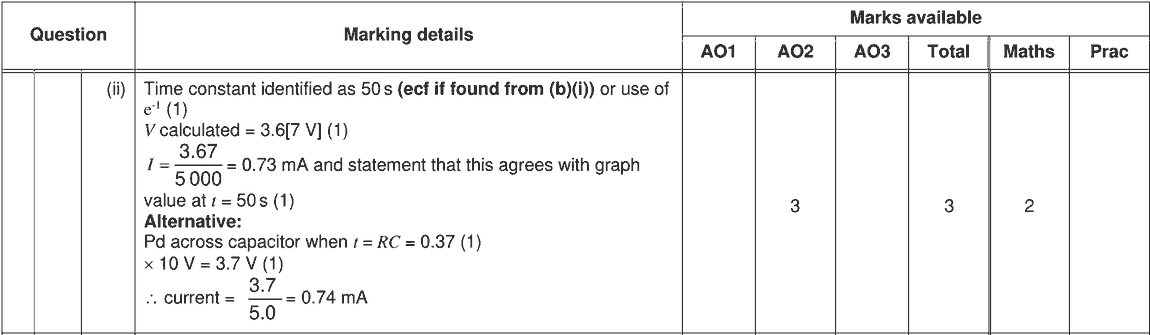 Question
Marking details
Marks available
AO1 AO2 AO3 Total Maths Prac
(ii) Time constant identified as 50 s (ecf if found from (b)(i)) or use of
e⁻¹ (1)
V calculated = 3.6[7 V] (1)
I = 3.67/5 000 = 0.73 mA and statement that this agrees with graph
value at t = 50 s (1)
Alternative:
Pd across capacitor when t = RC = 0.37 (1)
× 10 V = 3.7 V (1)
∴ current = 3.7/5.0 = 0.74 mA
3 3 2